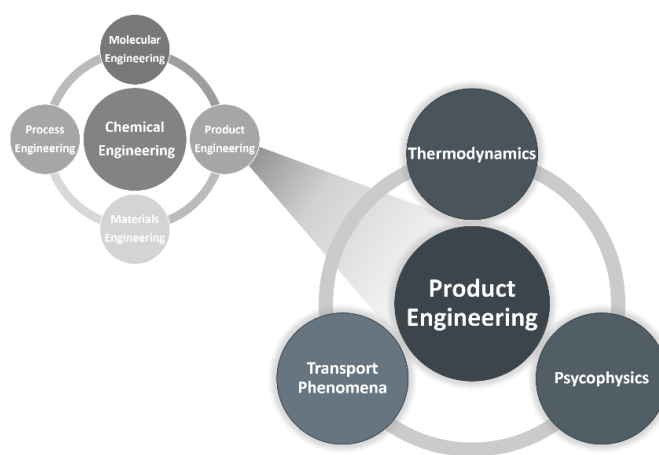 Molecular
Engineering
Process
Engineering
Chemical
Engineering
Product
Engineering
Materials
Engineering
Thermodynamics
Product
Engineering
Transport
Phenomena
Psycophysics